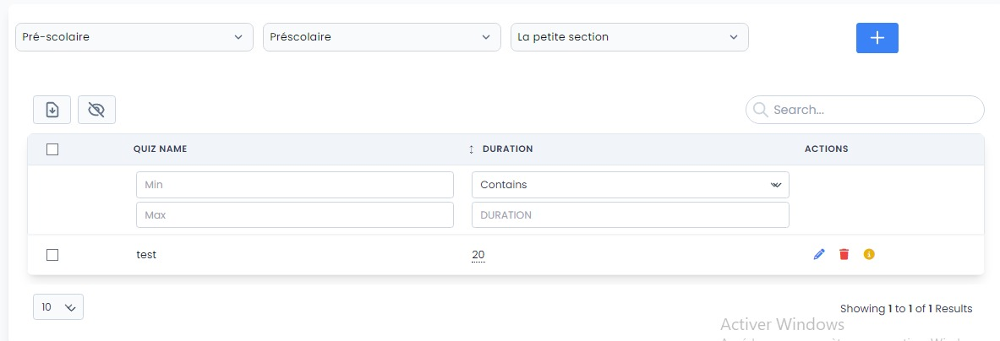 Pré-scolaire Préscolaire La petite section
Search...
QUIZ NAME DURATION ACTIONS
Min Contains
Max DURATION
test 20
10
Showing 1 to 1 of 1 Results
Activer Windows